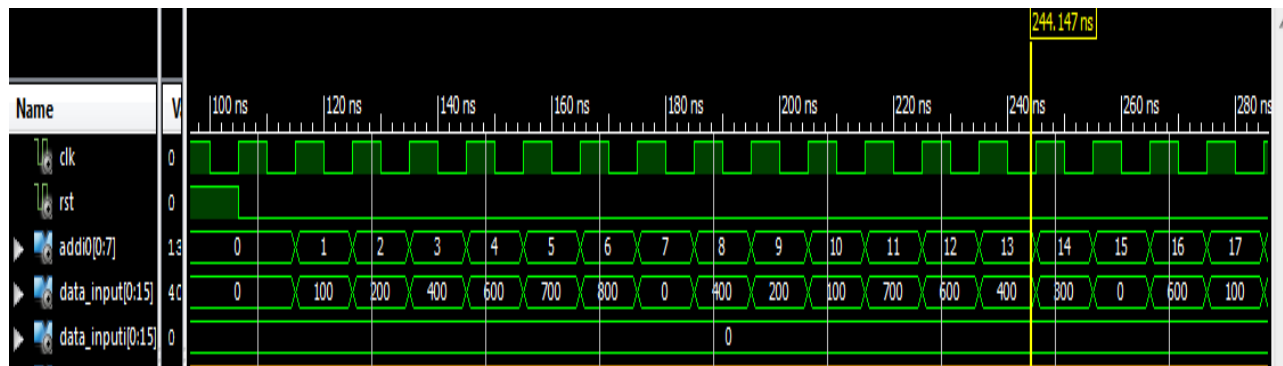 244.147 ns
Name V 100 ns 120 ns 140 ns 160 ns 180 ns 200 ns 220 ns 240 ns 260 ns 280 ns
clk 0
rst 0
addi0[0:7] 13 0 1 2 3 4 5 6 7 8 9 10 11 12 13 14 15 16 17
data_input[0:15] 0 100 200 400 600 700 800 0 400 200 100 700 600 400 300 0 600 100
data_inputi[0:15] 0 0